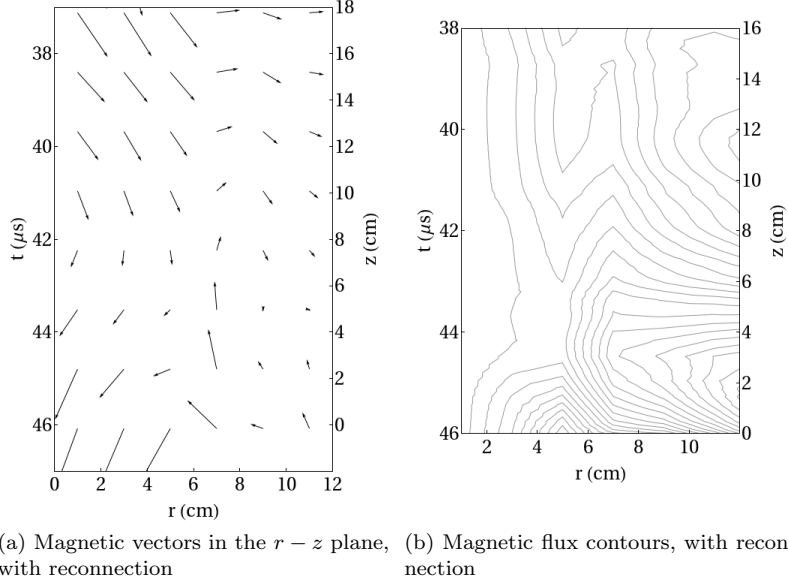 18
38
16
14
40
12
10
42
8
6
44
4
2
46
0
t (μs)
z (cm)
0 2 4 6 8 10 12
r (cm)
38
16
14
40
12
10
42
8
6
44
4
2
46
0
t (μs)
z (cm)
2 4 6 8 10
r (cm)
(a) Magnetic vectors in the r − z plane,
with reconnection
(b) Magnetic flux contours, with recon
nection